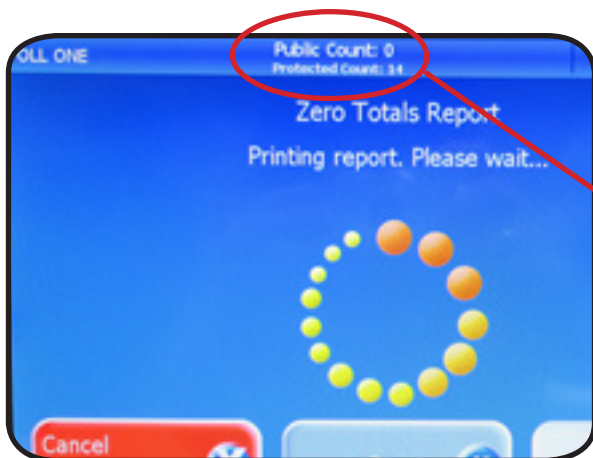 OLL ONE
Public Count: 0
Protected Count: 14
Zero Totals Report
Printing report. Please wait...
Cancel